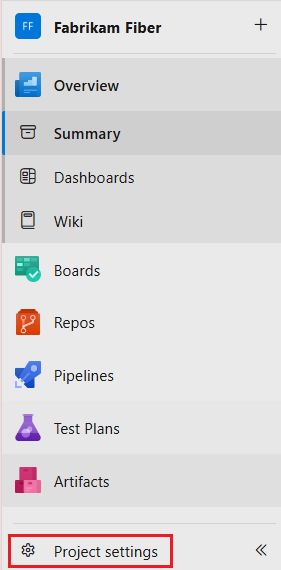 FF Fabrikam Fiber +
Overview
Summary
Dashboards
Wiki
Boards
Repos
Pipelines
Test Plans
Artifacts
Project settings